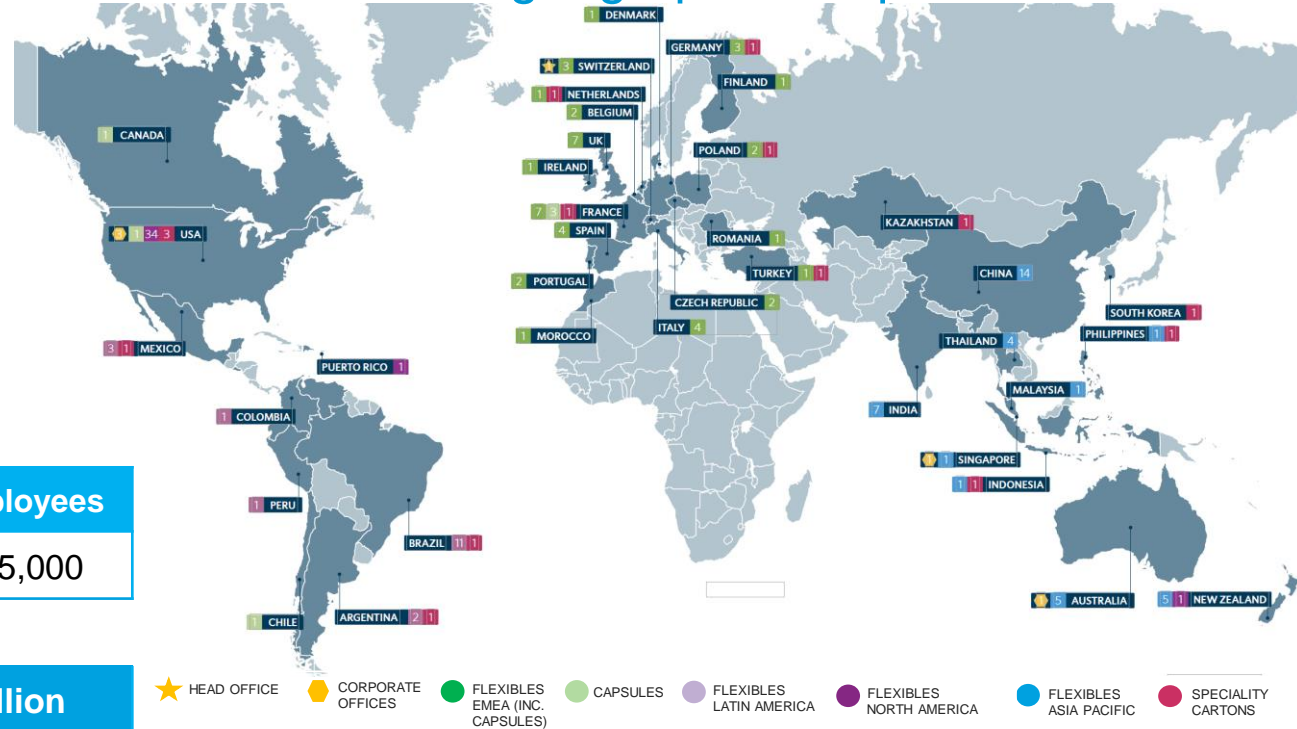 1 DENMARK
GERMANY 3 1
3 SWITZERLAND
FINLAND 1
1 1 NETHERLANDS
2 BELGIUM
1 CANADA
7 UK
POLAND 2 1
1 IRELAND
7 3 1 FRANCE
KAZAKHSTAN 1
3 1 34 3 USA
4 SPAIN
ROMANIA 1
TURKEY 1 1
CHINA 14
2 PORTUGAL
CZECH REPUBLIC 2
SOUTH KOREA 1
ITALY 4
1 MOROCCO
PHILIPPINES 1 1
THAILAND 4
3 1 MEXICO
PUERTO RICO 1
MALAYSIA 1
7 INDIA
1 COLOMBIA
1 1 SINGAPORE
1 1 INDONESIA
ployees
1 PERU
BRAZIL 11 1
5,000
1 5 AUSTRALIA
5 1 NEW ZEALAND
ARGENTINA 2 1
1 CHILE
llion
HEAD OFFICE
CORPORATE
OFFICES
FLEXIBLES
EMEA (INC.
CAPSULES)
CAPSULES
FLEXIBLES
LATIN AMERICA
FLEXIBLES
NORTH AMERICA
FLEXIBLES
ASIA PACIFIC
SPECIALITY
CARTONS